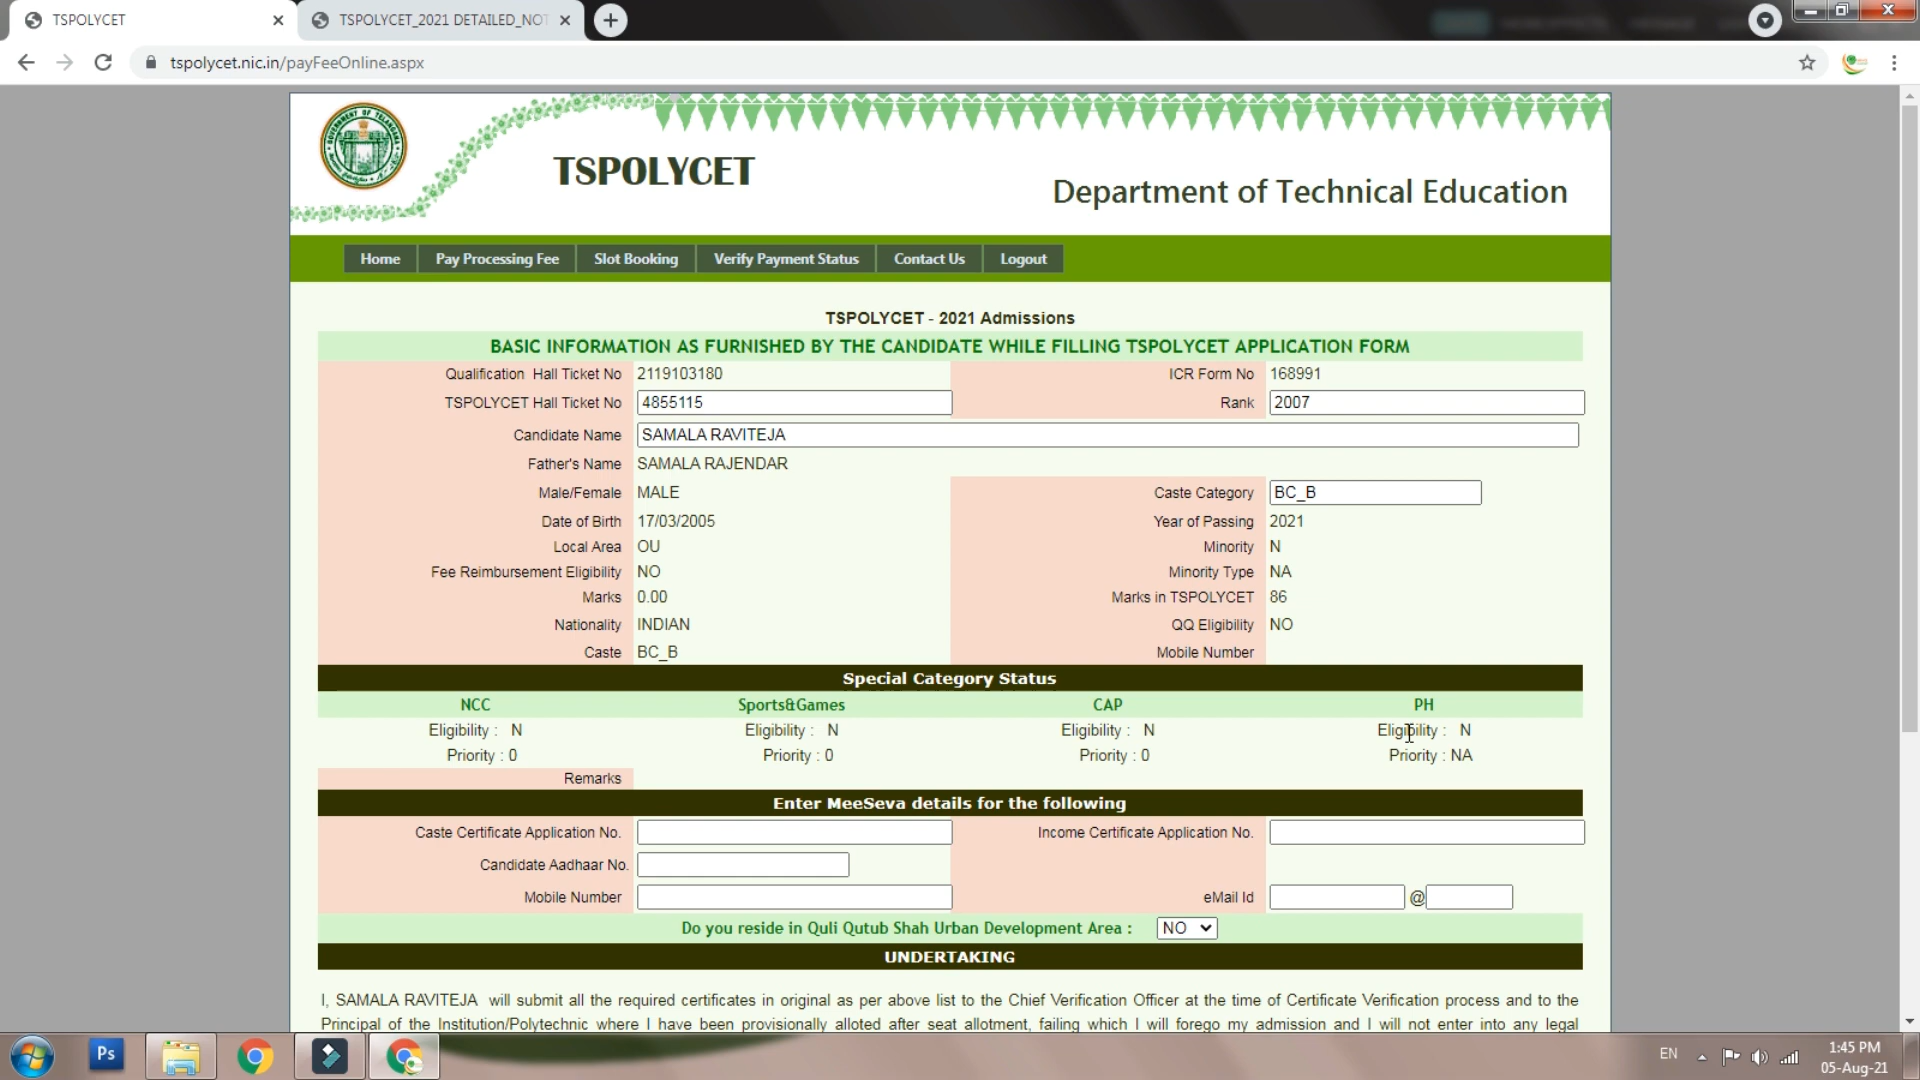 TSPOLYCET
TSPOLYCET_2021 DETAILED_NOT
tspolycet.nic.in/payFeeOnline.aspx
GOVERNMENT OF TELANGANA
TSPOLYCET
Department of Technical Education
Home Pay Processing Fee Slot Booking Verify Payment Status Contact Us Logout
TSPOLYCET - 2021 Admissions
BASIC INFORMATION AS FURNISHED BY THE CANDIDATE WHILE FILLING TSPOLYCET APPLICATION FORM
Qualification Hall Ticket No 2119103180 ICR Form No 168991
TSPOLYCET Hall Ticket No 4855115 Rank 2007
Candidate Name SAMALA RAVITEJA
Father's Name SAMALA RAJENDAR
Male/Female MALE Caste Category BC_B
Date of Birth 17/03/2005 Year of Passing 2021
Local Area OU Minority N
Fee Reimbursement Eligibility NO Minority Type NA
Marks 0.00 Marks in TSPOLYCET 86
Nationality INDIAN QQ Eligibility NO
Caste BC_B Mobile Number
Special Category Status
NCC Sports&Games CAP PH
Eligibility : N Eligibility : N Eligibility : N Eligibility : N
Priority : 0 Priority : 0 Priority : 0 Priority : NA
Remarks
Enter MeeSeva details for the following
Caste Certificate Application No. Income Certificate Application No.
Candidate Aadhaar No.
Mobile Number eMail Id @
Do you reside in Quli Qutub Shah Urban Development Area : NO
UNDERTAKING
I, SAMALA RAVITEJA will submit all the required certificates in original as per above list to the Chief Verification Officer at the time of Certificate Verification process and to the
Principal of the Institution/Polytechnic where I have been provisionally alloted after seat allotment, failing which I will forego my admission and I will not enter into any legal
Ps
EN
1:45 PM
05-Aug-21